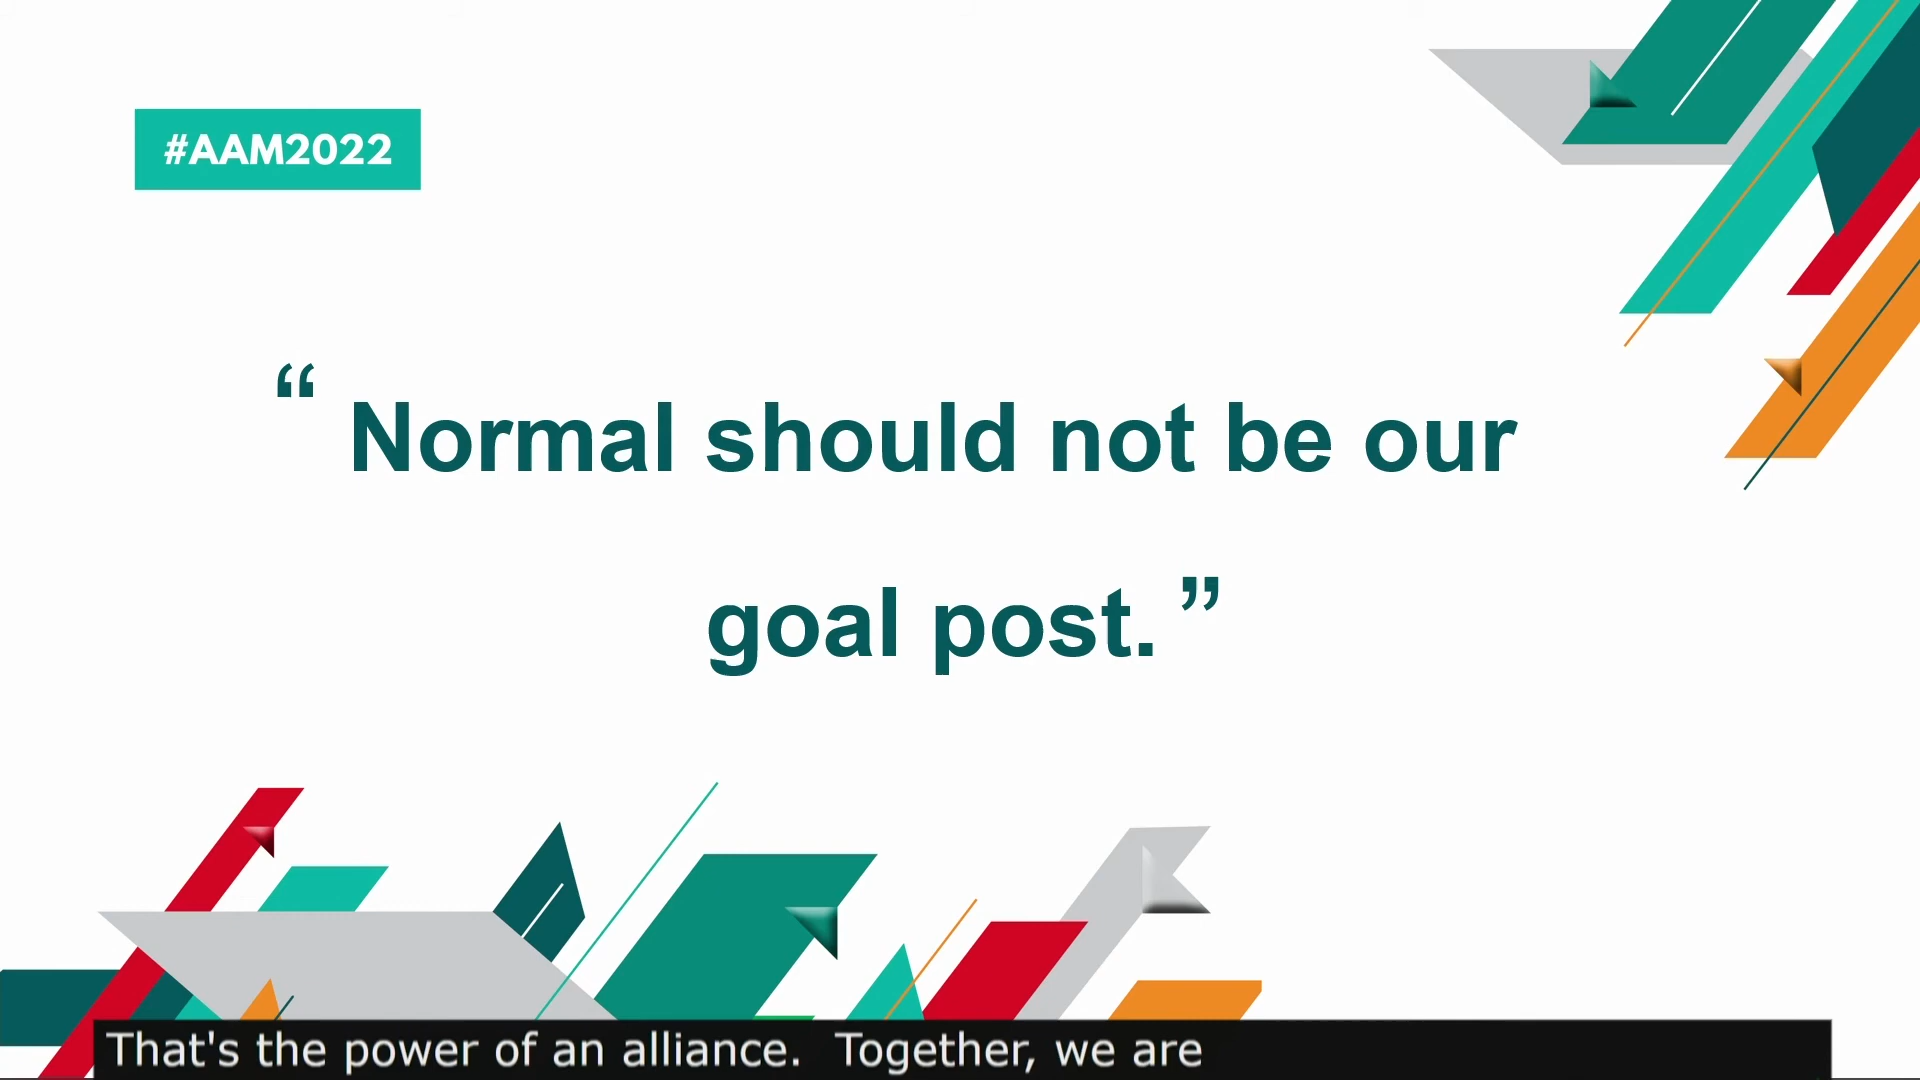 #AAM2022
“ Normal should not be our
goal post. ”
That's the power of an alliance.  Together, we are